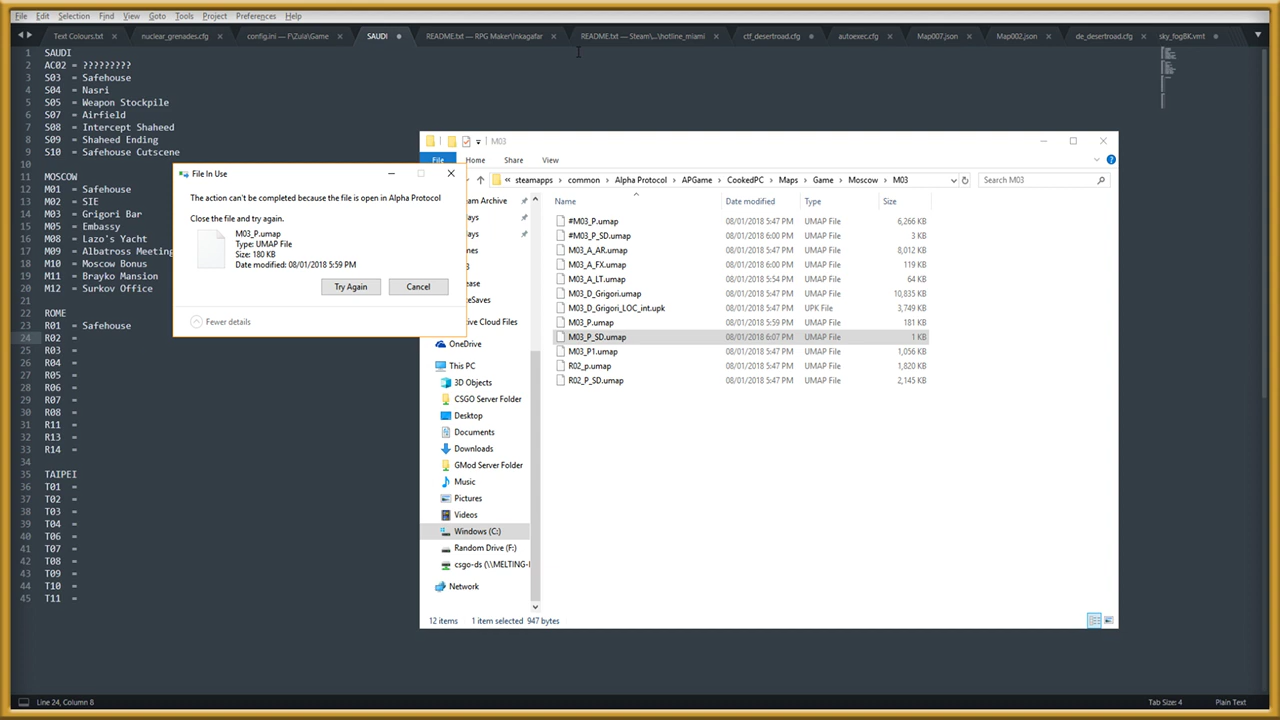 File Edit Selection Find View Goto Tools Project Preferences Help
Text Colours.txt nuclear_grenades.cfg config.ini — F\Zula\Game SAUDI README.txt — RPG Maker\Inkagafar README.txt — Steam\...\hotline_miami ctf_desertroad.cfg autoexec.cfg Map007.json Map002.json de_desertroad.cfg sky_fog8K.vmt
1 SAUDI
2 AC02 = ?????????
3 S03 = Safehouse
4 S04 = Nasri
5 S05 = Weapon Stockpile
6 S07 = Airfield
7 S08 = Intercept Shaheed
8 S09 = Shaheed Ending
9 S10 = Safehouse Cutscene
10
11 MOSCOW
12 M01 = Safehouse
13 M02 = SIE
14 M03 = Grigori Bar
15 M05 = Embassy
16 M08 = Lazo's Yacht
17 M09 = Albatross Meeting
18 M10 = Moscow Bonus
19 M11 = Brayko Mansion
20 M12 = Surkov Office
21
22 ROME
23 R01 = Safehouse
24 R02 =
25 R03 =
26 R04 =
27 R05 =
28 R06 =
29 R07 =
30 R08 =
31 R11 =
32 R13 =
33 R14 =
34
35 TAIPEI
36 T01 =
37 T02 =
38 T03 =
39 T04 =
40 T06 =
41 T07 =
42 T08 =
43 T09 =
44 T10 =
45 T11 =
File In Use
The action can't be completed because the file is open in Alpha Protocol
Close the file and try again.
M03_P.umap
Type: UMAP File
Size: 180 KB
Date modified: 08/01/2018 5:59 PM
Try Again Cancel
Fewer details
M03
File Home Share View
steamapps common Alpha Protocol APGame CookedPC Maps Game Moscow M03 Search M03
Name Date modified Type Size
#M03_P.umap 08/01/2018 5:47 PM UMAP File 6,266 KB
#M03_P_SD.umap 08/01/2018 6:00 PM UMAP File 3 KB
M03_A_AR.umap 08/01/2018 5:47 PM UMAP File 8,012 KB
M03_A_FX.umap 08/01/2018 6:00 PM UMAP File 119 KB
M03_A_LT.umap 08/01/2018 5:54 PM UMAP File 64 KB
M03_D_Grigori.umap 08/01/2018 5:47 PM UMAP File 10,835 KB
M03_D_Grigori_LOC_int.upk 08/01/2018 5:47 PM UPK File 3,749 KB
M03_P.umap 08/01/2018 5:59 PM UMAP File 181 KB
M03_P_SD.umap 08/01/2018 6:07 PM UMAP File 1 KB
M03_P1.umap 08/01/2018 5:47 PM UMAP File 1,056 KB
R02_p.umap 08/01/2018 5:47 PM UMAP File 1,820 KB
R02_P_SD.umap 08/01/2018 5:47 PM UMAP File 2,145 KB
OneDrive
This PC
3D Objects
CSGO Server Folder
Desktop
Documents
Downloads
GMod Server Folder
Music
Pictures
Videos
Windows (C:)
Random Drive (F:)
csgo-ds (\\MELTING-
Network
12 items 1 item selected 947 bytes
Line 24, Column 8 Tab Size: 4 Plain Text